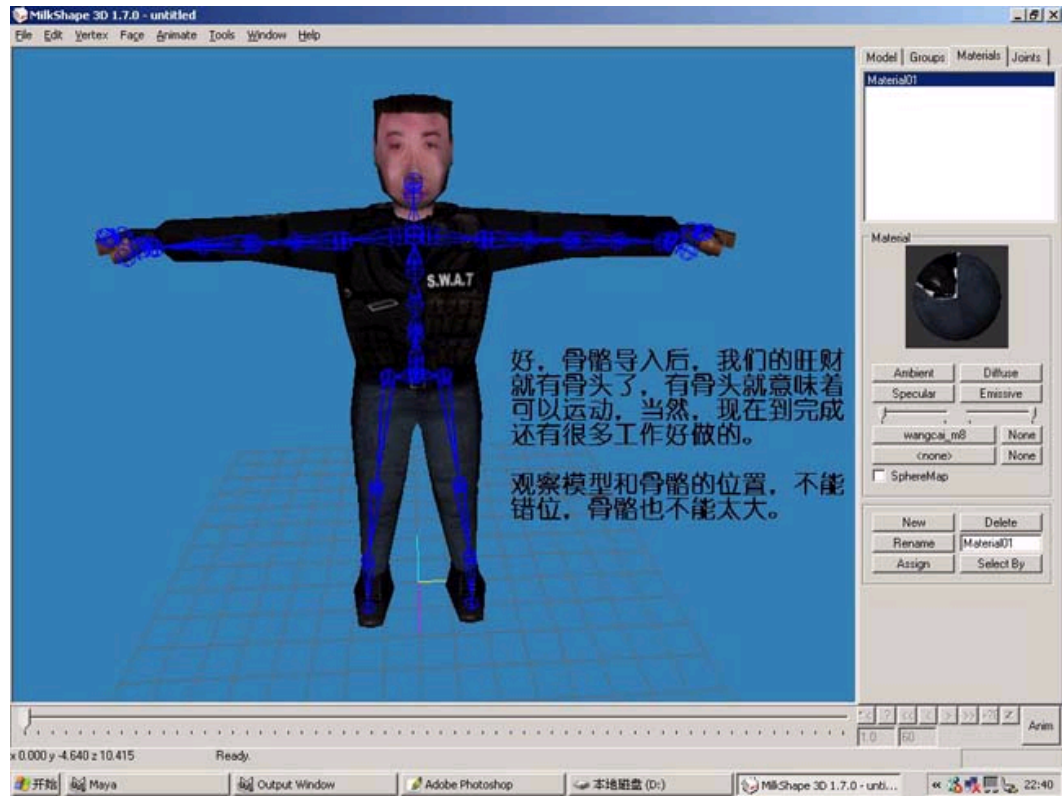 MilkShape 3D 1.7.0 - untitled
File Edit Vertex Face Animate Tools Window Help
Model Groups Materials Joints
Material01
Material
S.W.A.T
好，骨骼导入后，我们的旺财
就有骨头了，有骨头就意味着
可以运动，当然，现在到完成
还有很多工作好做的。
观察模型和骨骼的位置，不能
错位，骨骼也不能太大。
Ambient Diffuse
Specular Emissive
wangcai_m8 None
<none> None
SphereMap
New Delete
Rename Material01
Assign Select By
1.0 60 Anim
x 0.000 y -4.640 z 10.415 Ready.
开始 Maya Output Window Adobe Photoshop 本地磁盘 (D:) MilkShape 3D 1.7.0 - unti... 22:40